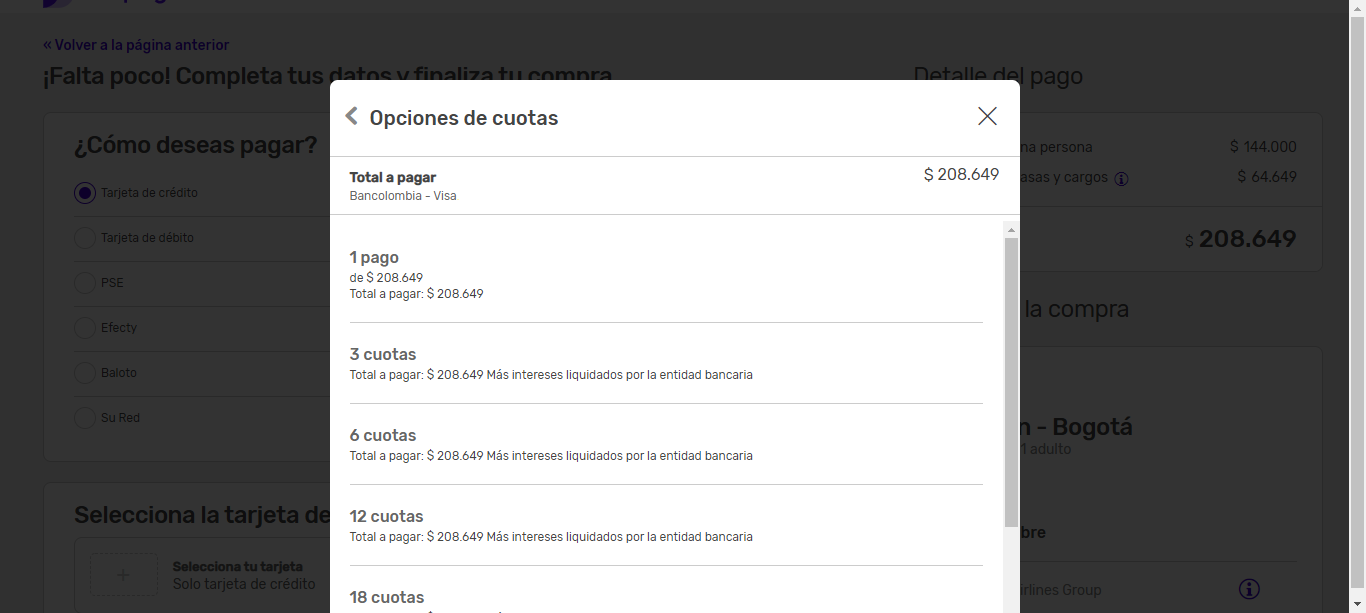 « Volver a la página anterior
¡Falta poco! Completa tus datos y finaliza tu compra
Detalle del pago
¿Cómo deseas pagar?
Tarjeta de crédito
Tarjeta de débito
PSE
Efecty
Baloto
Su Red
Selecciona la tarjeta de
Selecciona tu tarjeta
Solo tarjeta de crédito
Opciones de cuotas
Total a pagar
$ 208.649
Bancolombia - Visa
1 pago
de $ 208.649
Total a pagar: $ 208.649
3 cuotas
Total a pagar: $ 208.649 Más intereses liquidados por la entidad bancaria
6 cuotas
Total a pagar: $ 208.649 Más intereses liquidados por la entidad bancaria
12 cuotas
Total a pagar: $ 208.649 Más intereses liquidados por la entidad bancaria
18 cuotas
na persona
$ 144.000
asas y cargos
$ 64.649
$ 208.649
la compra
n - Bogotá
1 adulto
bre
irlines Group